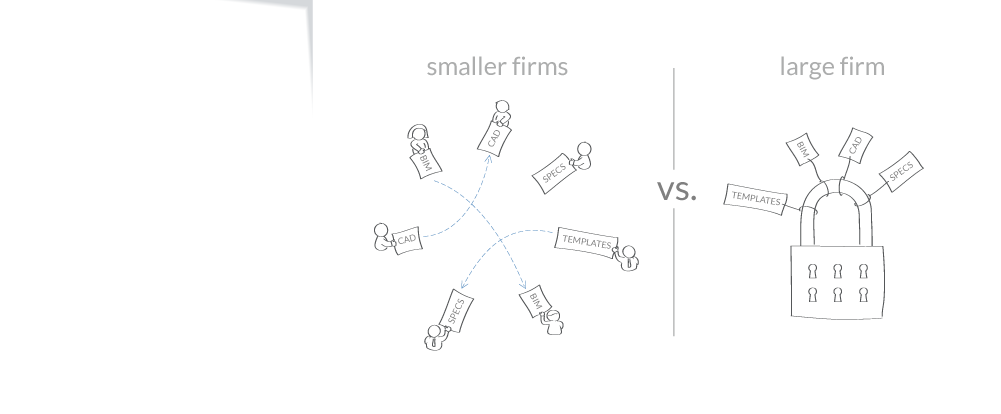 smaller firms
BIM
CAD
SPECS
CAD
TEMPLATES
SPECS
BIM
vs.
large firm
BIM
CAD
SPECS
TEMPLATES